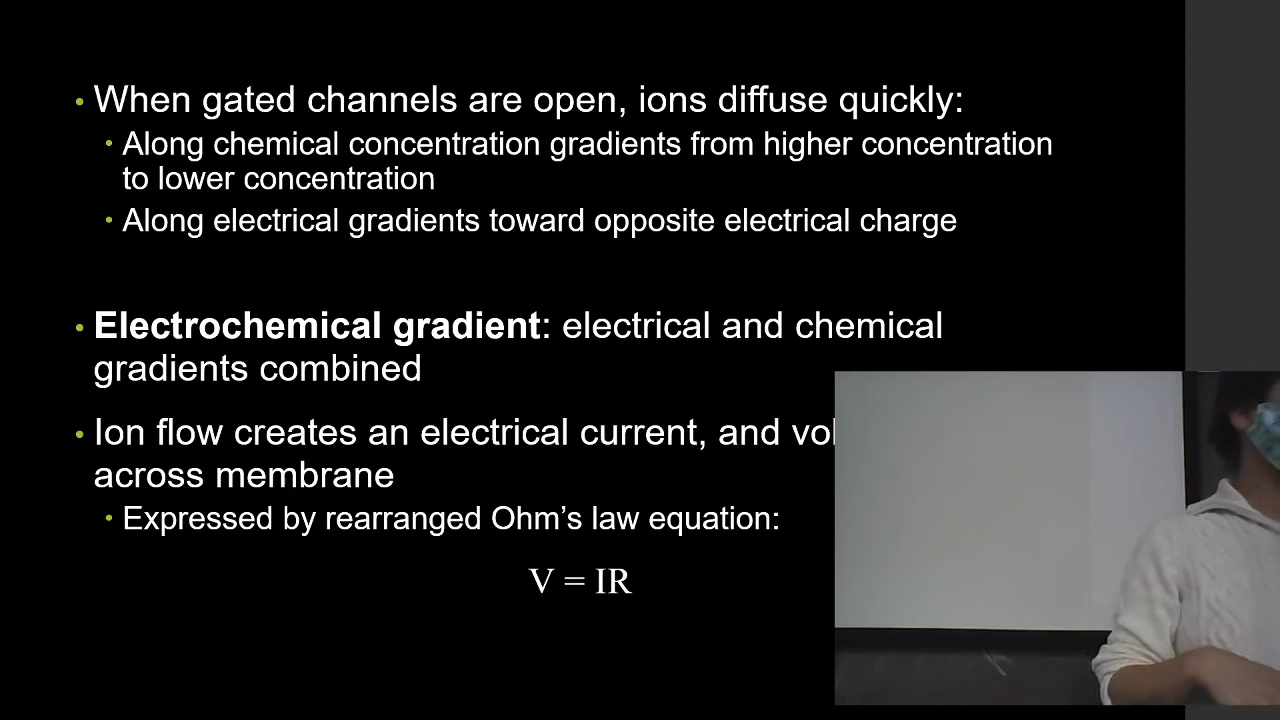 • When gated channels are open, ions diffuse quickly:
• Along chemical concentration gradients from higher concentration
to lower concentration
• Along electrical gradients toward opposite electrical charge
• Electrochemical gradient: electrical and chemical
gradients combined
• Ion flow creates an electrical current, and
across membrane
• Expressed by rearranged Ohm’s law equation:
V = IR